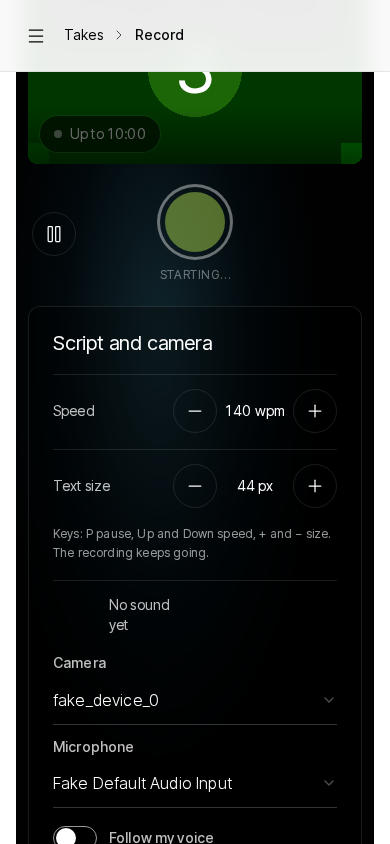 Takes > Record
3
Up to 10:00
STARTING…
Script and camera
Speed
140 wpm
Text size
44 px
Keys: P pause, Up and Down speed, + and − size.
The recording keeps going.
No sound
yet
Camera
fake_device_0
Microphone
Fake Default Audio Input
Follow my voice